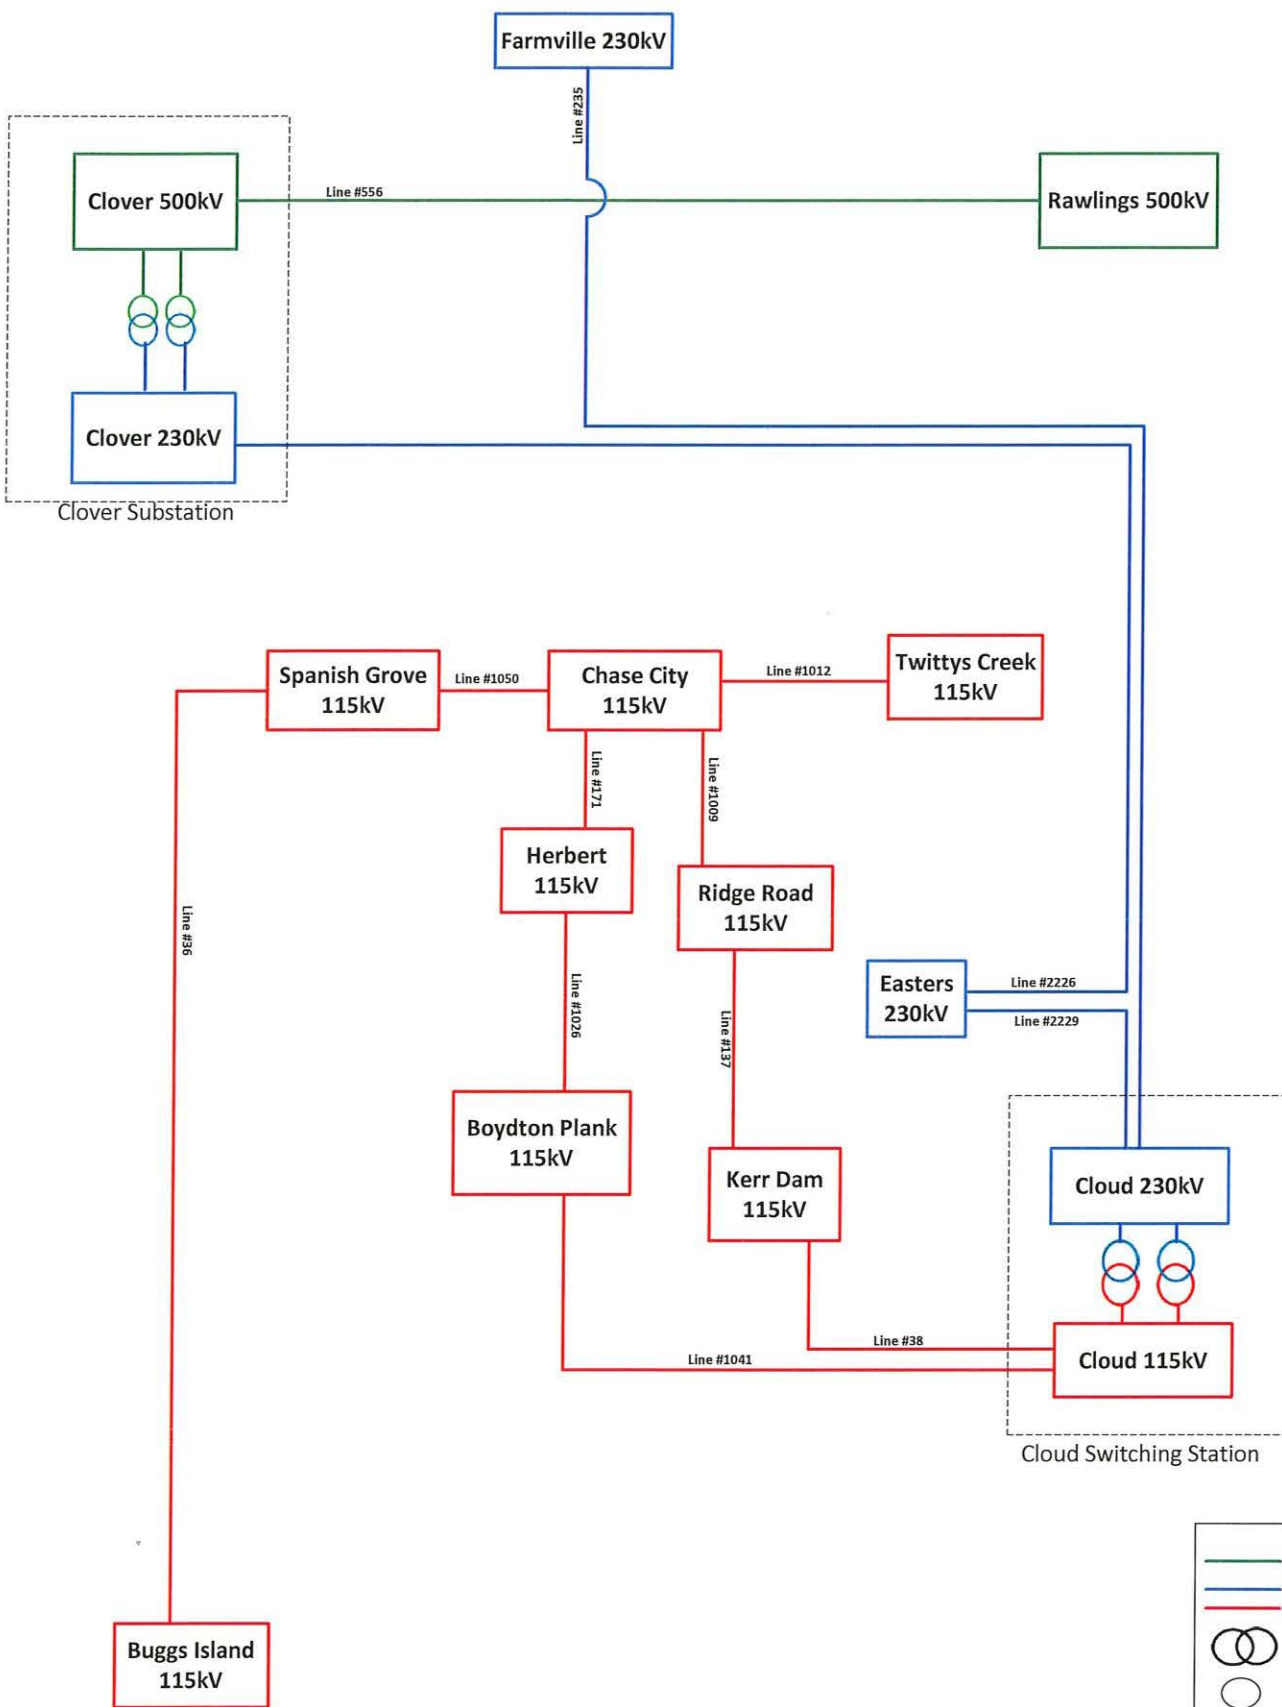 Farmville 230kV
Line #235
Clover 500kV
Line #556
Rawlings 500kV
Clover 230kV
Clover Substation
Spanish Grove
115kV
Line #1050
Chase City
115kV
Line #1012
Twittys Creek
115kV
Line #171
Line #1009
Herbert
115kV
Ridge Road
115kV
Line #36
Line #1026
Line #137
Easters
230kV
Line #2226
Line #2229
Boydton Plank
115kV
Kerr Dam
115kV
Cloud 230kV
Line #38
Line #1041
Cloud 115kV
Cloud Switching Station
Buggs Island
115kV